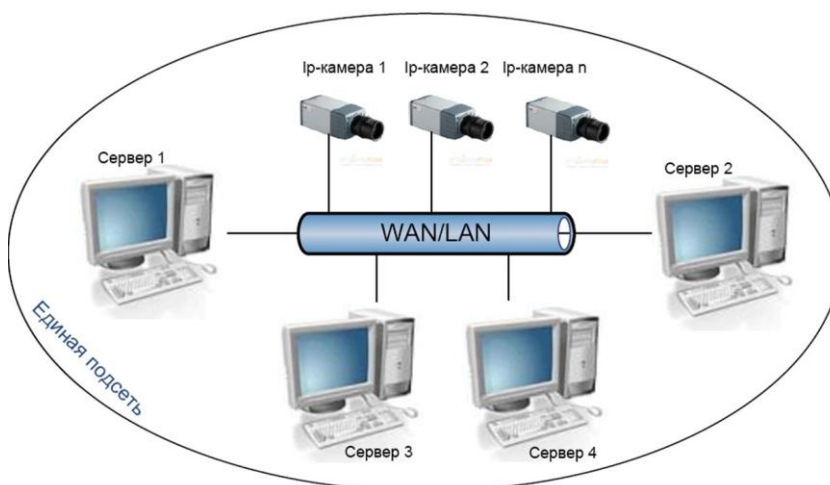 Ip-камера 1
Ip-камера 2
Ip-камера n
Сервер 1
Сервер 2
WAN/LAN
Единая подсеть
Сервер 3
Сервер 4